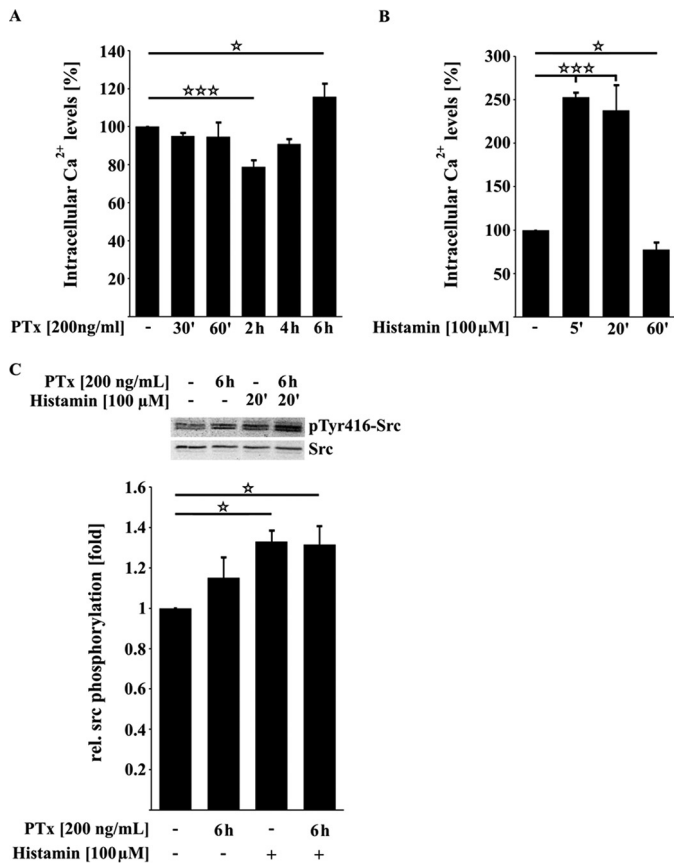 A
Intracellular Ca2+ levels [%]
140
120
100
80
60
40
20
☆
☆☆☆
PTx [200ng/ml] - 30' 60' 2h 4h 6h
B
Intracellular Ca2+ levels [%]
300
250
200
150
100
50
☆
☆☆☆
Histamin [100µM] - 5' 20' 60'
C
PTx [200 ng/mL] - 6h - 6h
Histamin [100 µM] - - 20' 20'
pTyr416-Src
Src
rel. src phosphorylation [fold]
1.6
1.4
1.2
1
0.8
0.6
0.4
0.2
☆
☆
PTx [200 ng/mL] - 6h - 6h
Histamin [100µM] - - + +